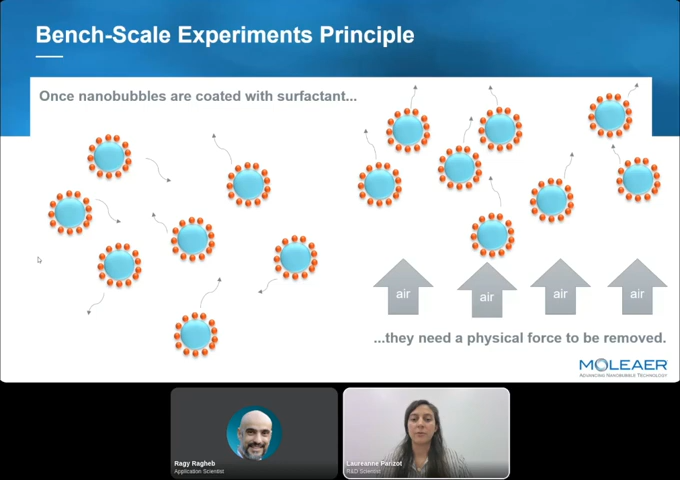 Bench-Scale Experiments Principle
Once nanobubbles are coated with surfactant...
air
air
air
air
...they need a physical force to be removed.
MOLEAER
ADVANCING NANOBUBBLE TECHNOLOGY
Ragy Ragheb
Application Scientist
Laureanne Parizot
R&D Scientist